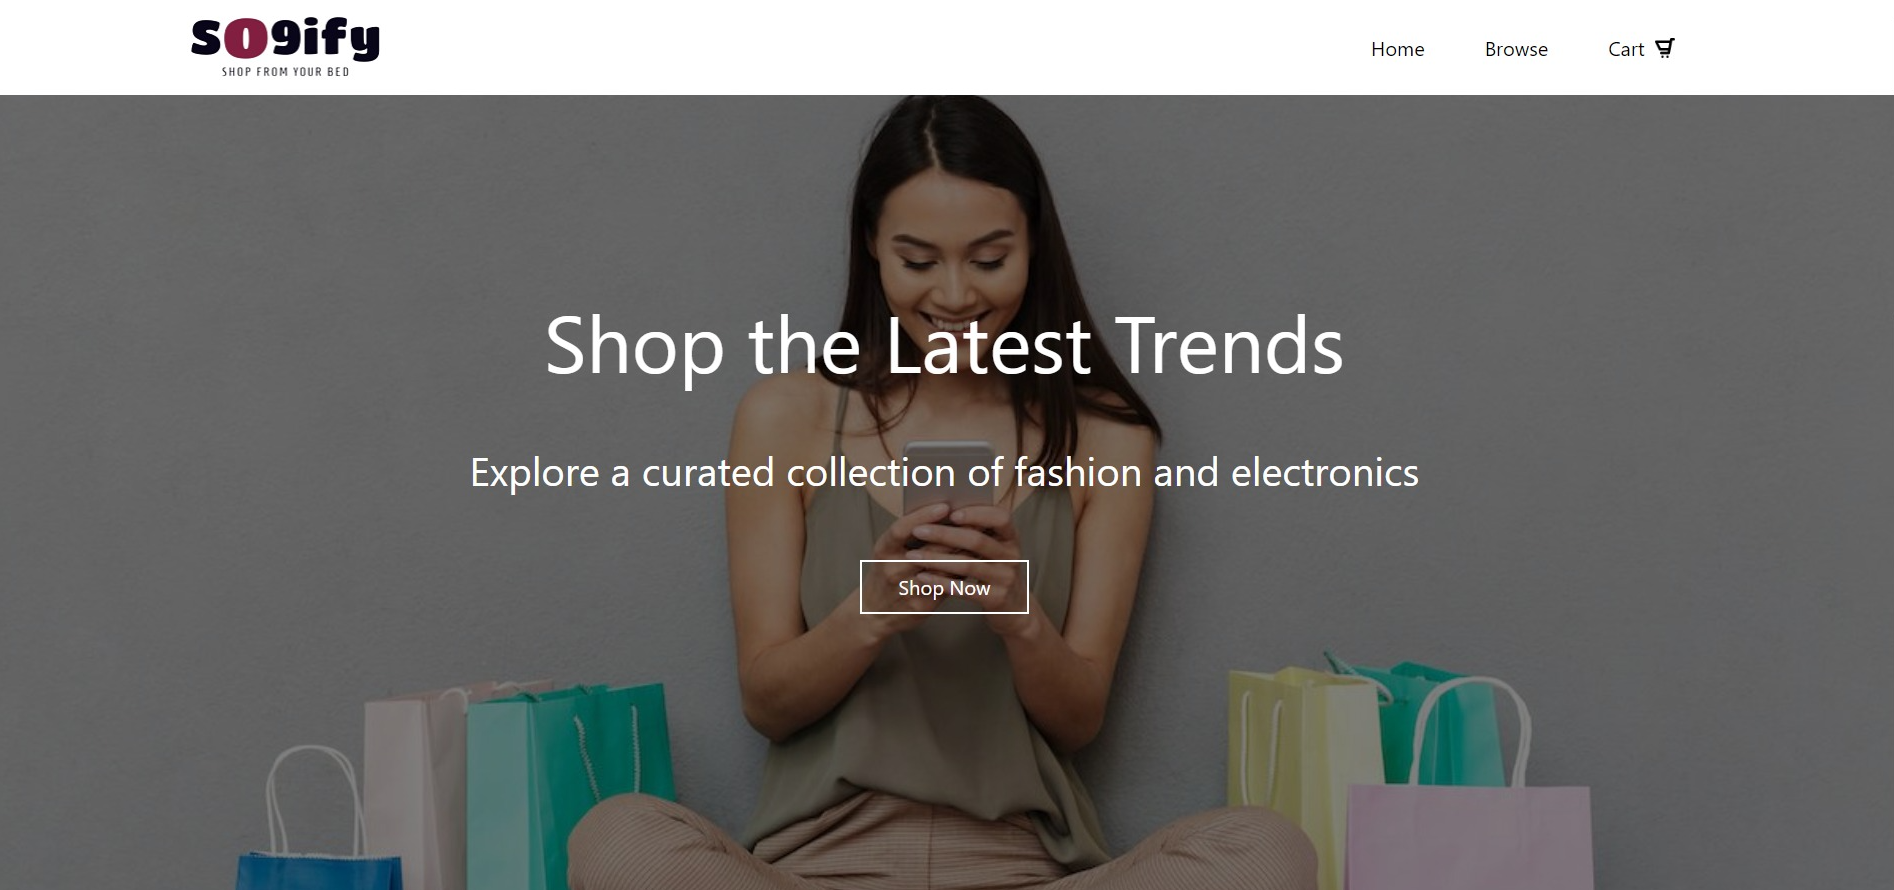 sogify
SHOP FROM YOUR BED
Home Browse Cart
Shop the Latest Trends
Explore a curated collection of fashion and electronics
Shop Now